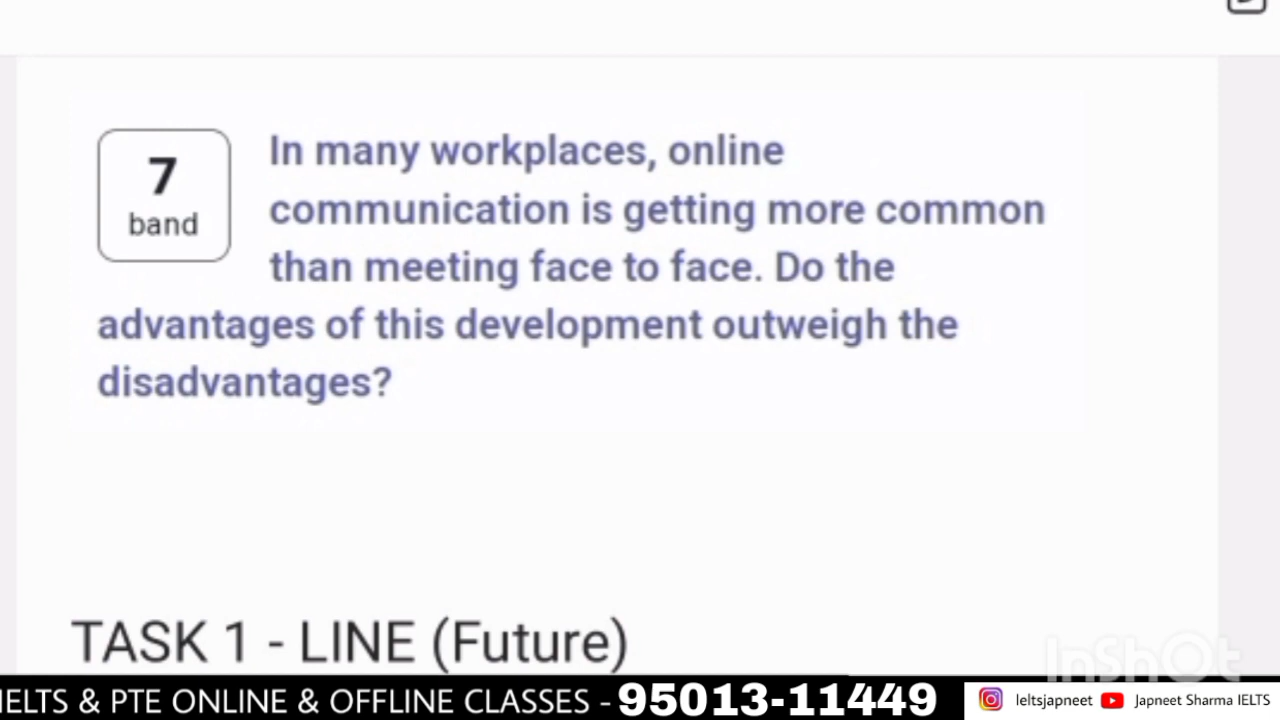 7
band
In many workplaces, online
communication is getting more common
than meeting face to face. Do the
advantages of this development outweigh the
disadvantages?
TASK 1 - LINE (Future)
InShOt
IELTS & PTE ONLINE & OFFLINE CLASSES - 95013-11449
Ieltsjapneet
Japneet Sharma IELTS